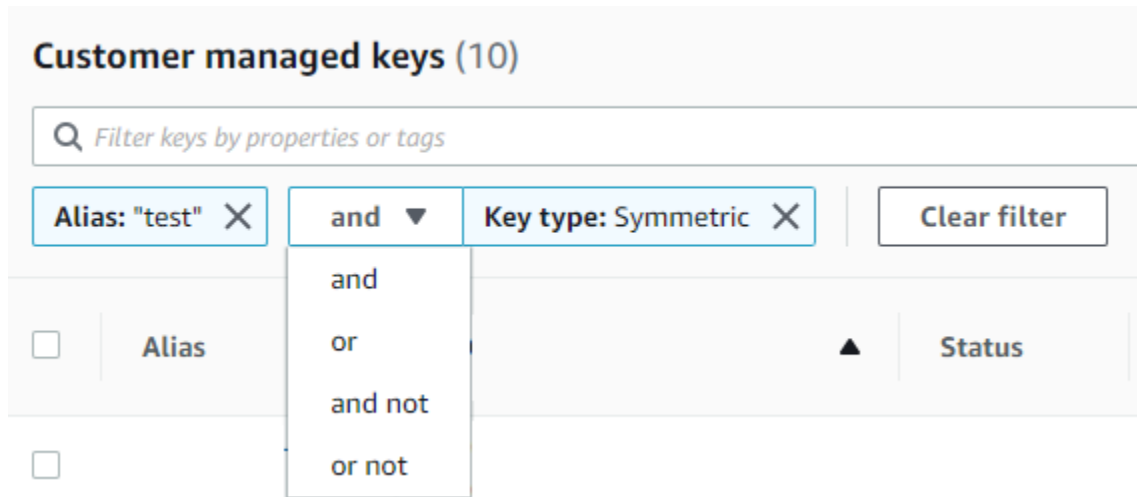 Customer managed keys (10)
Filter keys by properties or tags
Alias: "test" and Key type: Symmetric Clear filter
and
Alias or Status
and not
or not